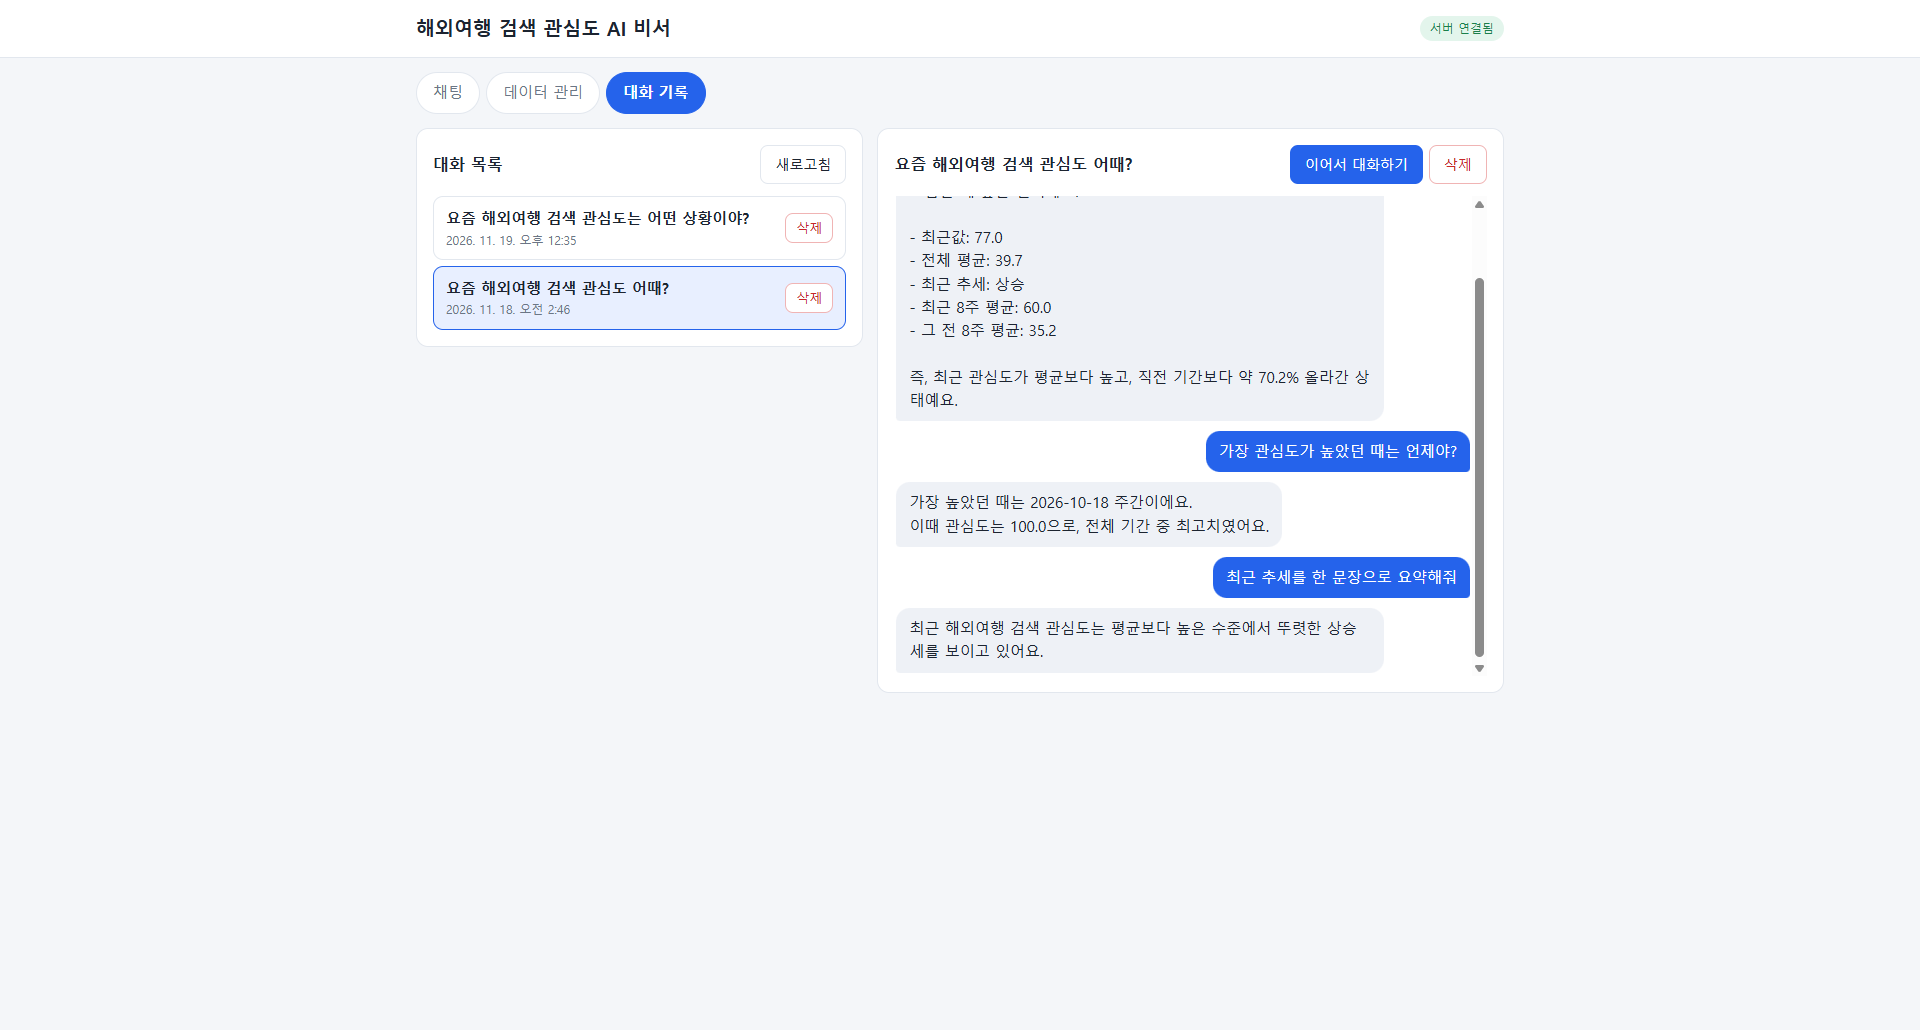 해외여행 검색 관심도 AI 비서
서버 연결됨
채팅
데이터 관리
대화 기록
대화 목록
새로고침
요즘 해외여행 검색 관심도는 어떤 상황이야?
2026. 11. 19. 오후 12:35
삭제
요즘 해외여행 검색 관심도 어때?
2026. 11. 18. 오전 2:46
삭제
요즘 해외여행 검색 관심도 어때?
이어서 대화하기
삭제
- 최근값: 77.0
- 전체 평균: 39.7
- 최근 추세: 상승
- 최근 8주 평균: 60.0
- 그 전 8주 평균: 35.2
즉, 최근 관심도가 평균보다 높고, 직전 기간보다 약 70.2% 올라간 상
태예요.
가장 관심도가 높았던 때는 언제야?
가장 높았던 때는 2026-10-18 주간이에요.
이때 관심도는 100.0으로, 전체 기간 중 최고치였어요.
최근 추세를 한 문장으로 요약해줘
최근 해외여행 검색 관심도는 평균보다 높은 수준에서 뚜렷한 상승
세를 보이고 있어요.